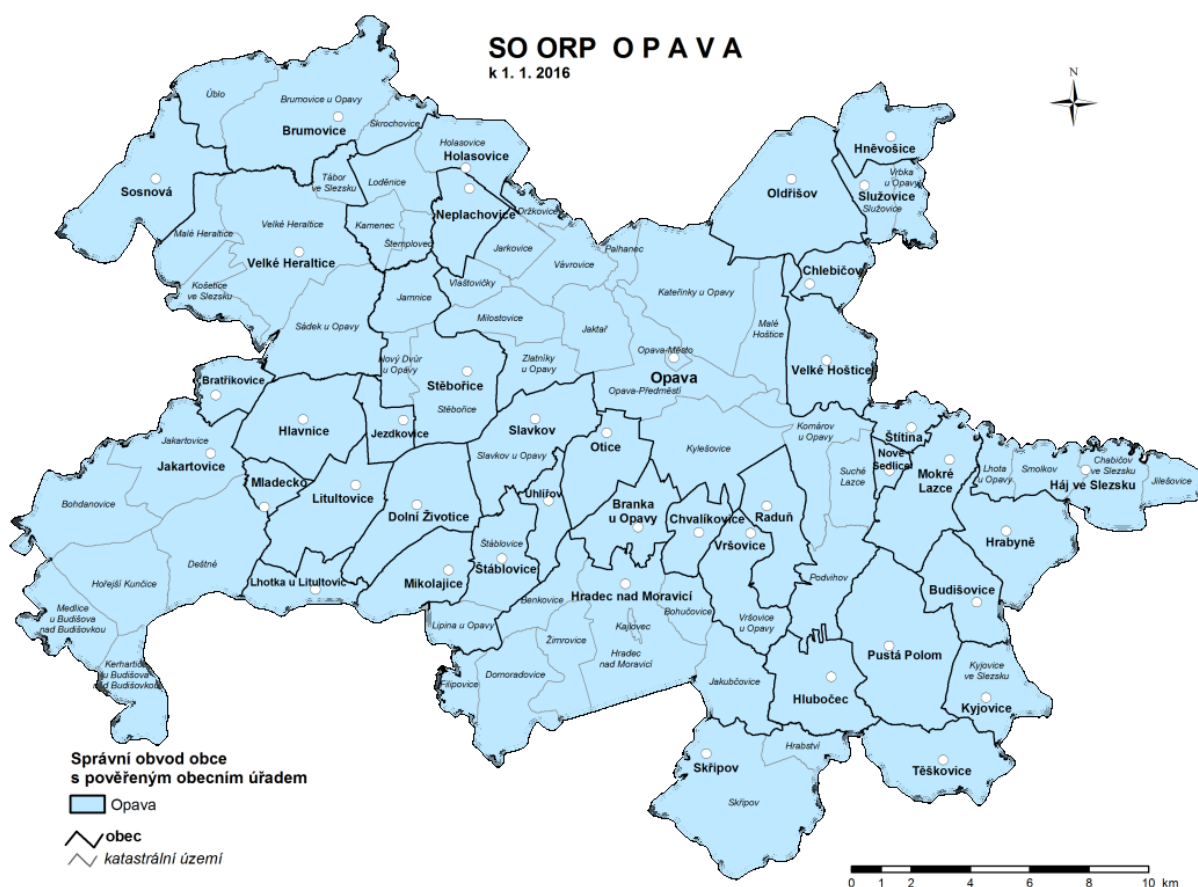 SO ORP O P A V A
k 1. 1. 2016
N
Úblo
Brumovice u Opavy
Brumovice
Skrochovice
Holasovice
Holasovice
Sosnová
Tábor
ve Slezsku
Loděnice
Neplachovice
Držkovice
Hněvošice
Oldřišov
Vrbka
u Opavy
Služovice
Služovice
Malé Heraltice
Velké Heraltice
Velké Heraltice
Kamenec
Štemplovec
Jarkovice
Vávrovice
Palhanec
Košetice
ve Slezsku
Jamnice
Vlaštovičky
Kateřinky u Opavy
Chlebičov
Sádek u Opavy
Milostovice
Jaktař
Malé
Hoštice
Nový Dvůr
u Opavy
Zlatníky
u Opavy
Opava-Město
Opava
Velké Hoštice
Bratříkovice
Stěbořice
Stěbořice
Opava-Předměstí
Hlavnice
Jezdkovice
Slavkov
Slavkov u Opavy
Otice
Kylešovice
Komárov
u Opavy
Štítina
Jakartovice
Jakartovice
Nové
Sedlice
Mokré
Lazce
Suché
Lazce
Lhota
u Opavy
Smolkov
Chabičov
ve Slezsku
Háj ve Slezsku
Jilešovice
Bohdanovice
Mladecko
Litultovice
Dolní Životice
Uhlířov
Branka
u Opavy
Chvalíkovice
Raduň
Vršovice
Hrabyně
Deštné
Štáblovice
Štáblovice
Hořejší Kunčice
Lhotka u Litultovic
Mikolajice
Benkovice
Hradec nad Moravicí
Bohučovice
Podvihov
Budišovice
Medlice
u Budišova
nad Budišovkou
Lipina u Opavy
Žimrovice
Kajlovec
Vršovice
u Opavy
Hradec
nad Moravicí
Pustá Polom
Kerhartice
u Budišova
nad Budišovkou
Filipovice
Domoradovice
Jakubčovice
Hlubočec
Kyjovice
ve Slezsku
Kyjovice
Hrabství
Skřipov
Skřipov
Těškovice
Správní obvod obce
s pověřeným obecním úřadem
Opava
obec
katastrální území
0 1 2 4 6 8 10 km